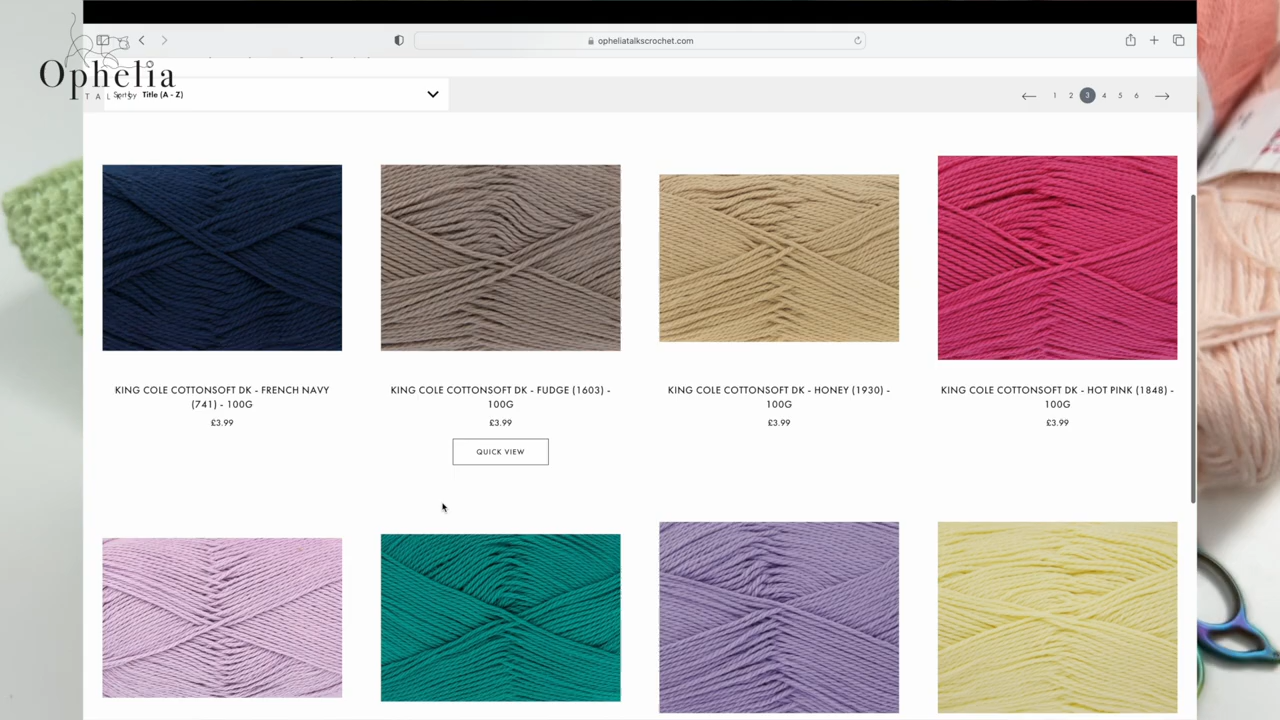 opheliatalkscrochet.com
Ophelia
Sort by Title (A - Z)
1 2 3 4 5 6
KING COLE COTTONSOFT DK - FRENCH NAVY
(741) - 100G
£3.99
KING COLE COTTONSOFT DK - FUDGE (1603) -
100G
£3.99
QUICK VIEW
KING COLE COTTONSOFT DK - HONEY (1930) -
100G
£3.99
KING COLE COTTONSOFT DK - HOT PINK (1848) -
100G
£3.99